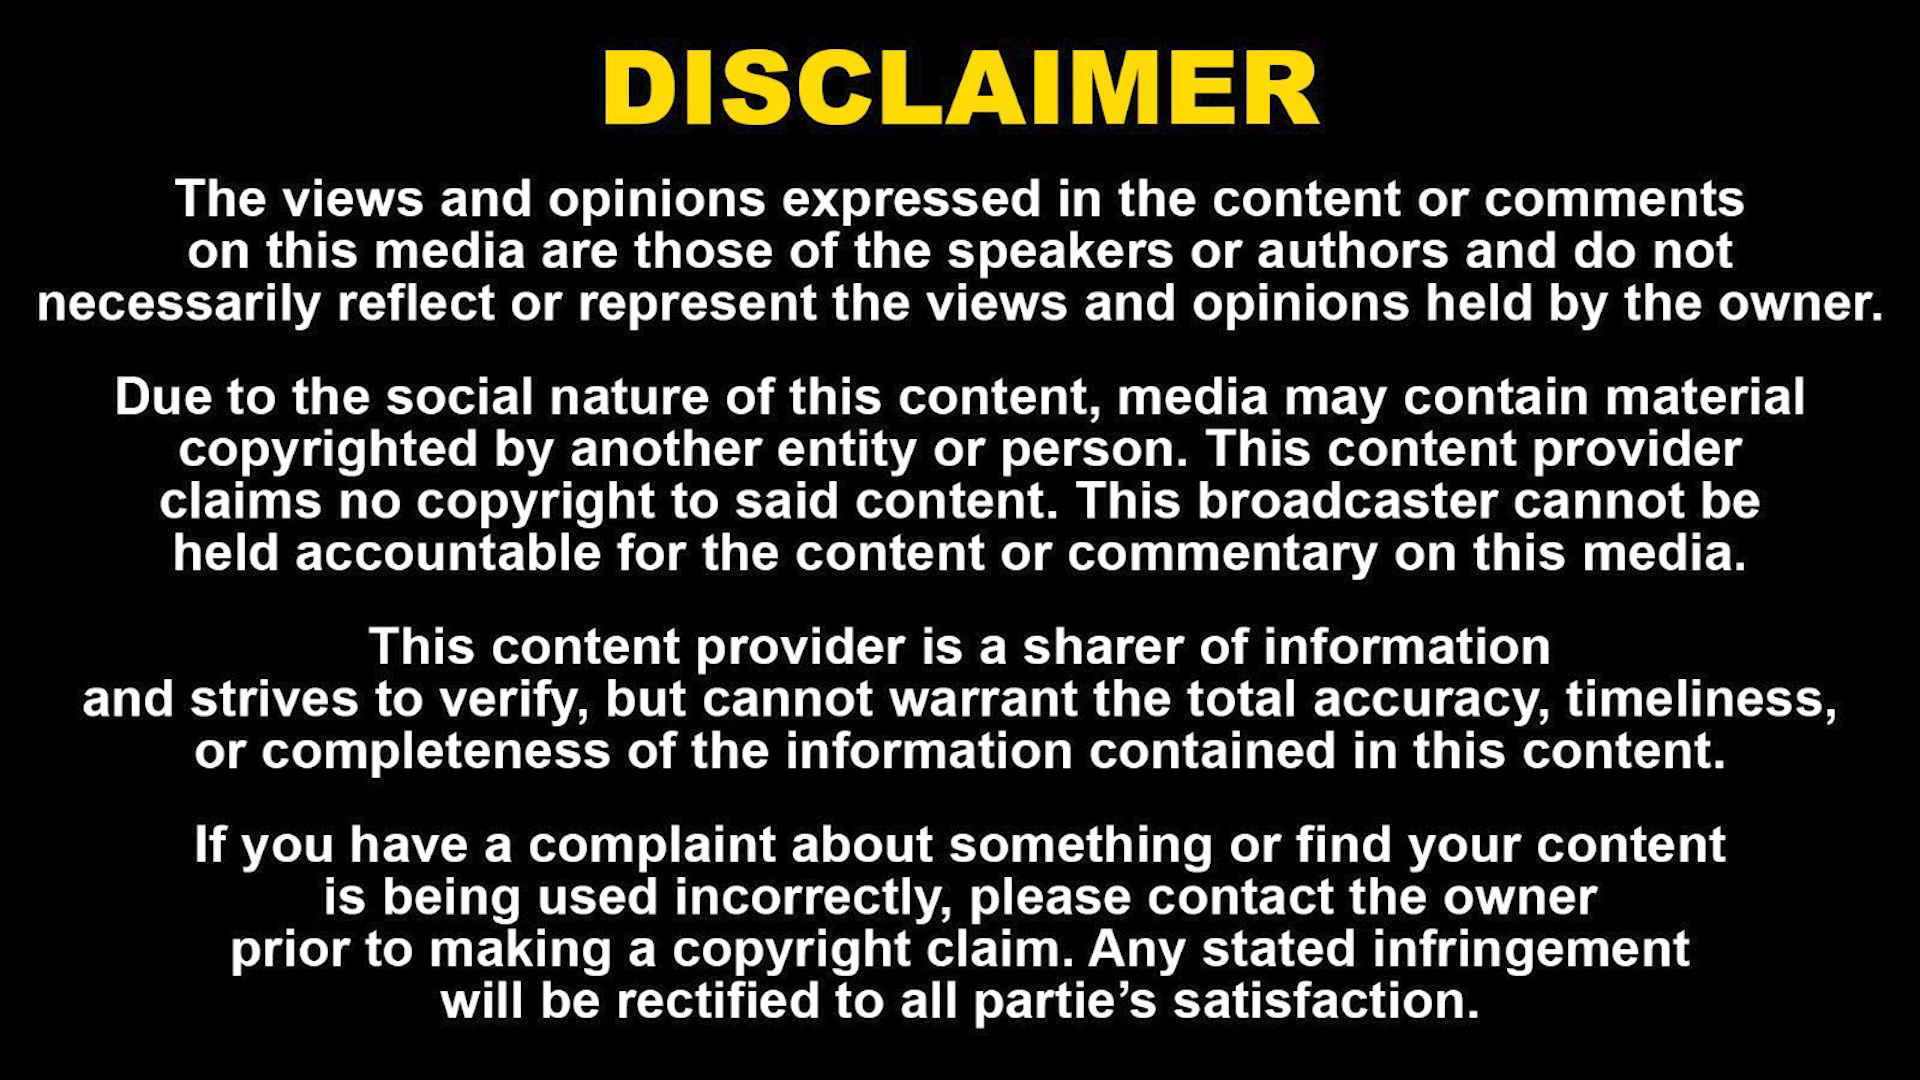 DISCLAIMER
The views and opinions expressed in the content or comments
on this media are those of the speakers or authors and do not
necessarily reflect or represent the views and opinions held by the owner.
Due to the social nature of this content, media may contain material
copyrighted by another entity or person. This content provider
claims no copyright to said content. This broadcaster cannot be
held accountable for the content or commentary on this media.
This content provider is a sharer of information
and strives to verify, but cannot warrant the total accuracy, timeliness,
or completeness of the information contained in this content.
If you have a complaint about something or find your content
is being used incorrectly, please contact the owner
prior to making a copyright claim. Any stated infringement
will be rectified to all partie’s satisfaction.